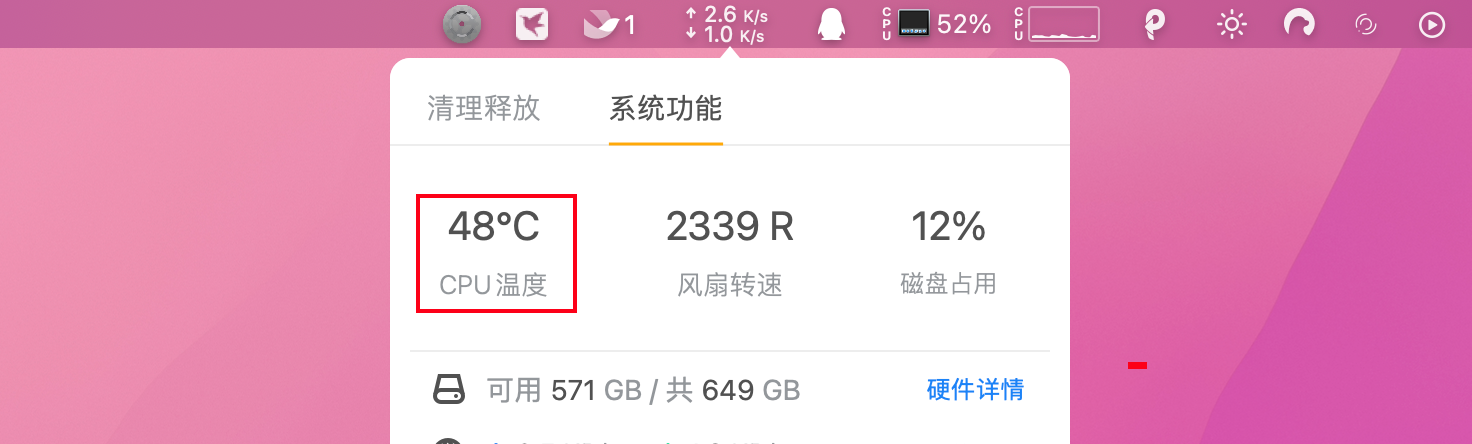 1
↑ 2.6 K/s
↓ 1.0 K/s
CPU
52%
CPU
清理释放
系统功能
48°C
2339 R
12%
CPU温度
风扇转速
磁盘占用
可用 571 GB / 共 649 GB
硬件详情